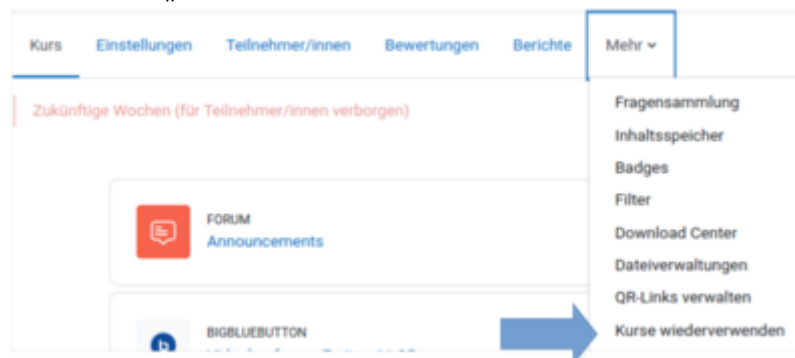 Kurs Einstellungen Teilnehmer/innen Bewertungen Berichte Mehr
Zukünftige Wochen (für Teilnehmer/innen verborgen)
FORUM
Announcements
BIGBLUEBUTTON
Fragensammlung
Inhaltsspeicher
Badges
Filter
Download Center
Dateiverwaltungen
QR-Links verwalten
Kurse wiederverwenden